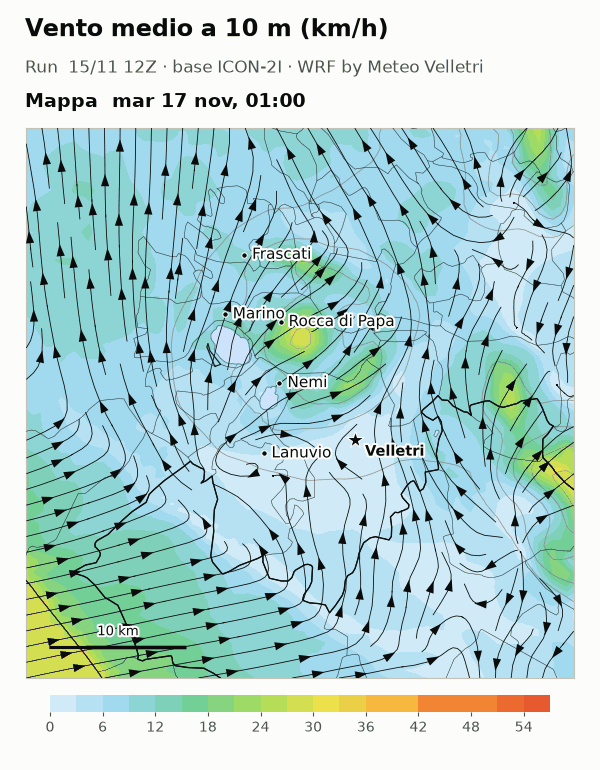 Vento medio a 10 m (km/h)
Run  15/11 12Z · base ICON-2I · WRF by Meteo Velletri
Mappa  mar 17 nov, 01:00
Frascati
Marino
Rocca di Papa
Nemi
Lanuvio
Velletri
10 km
0 6 12 18 24 30 36 42 48 54